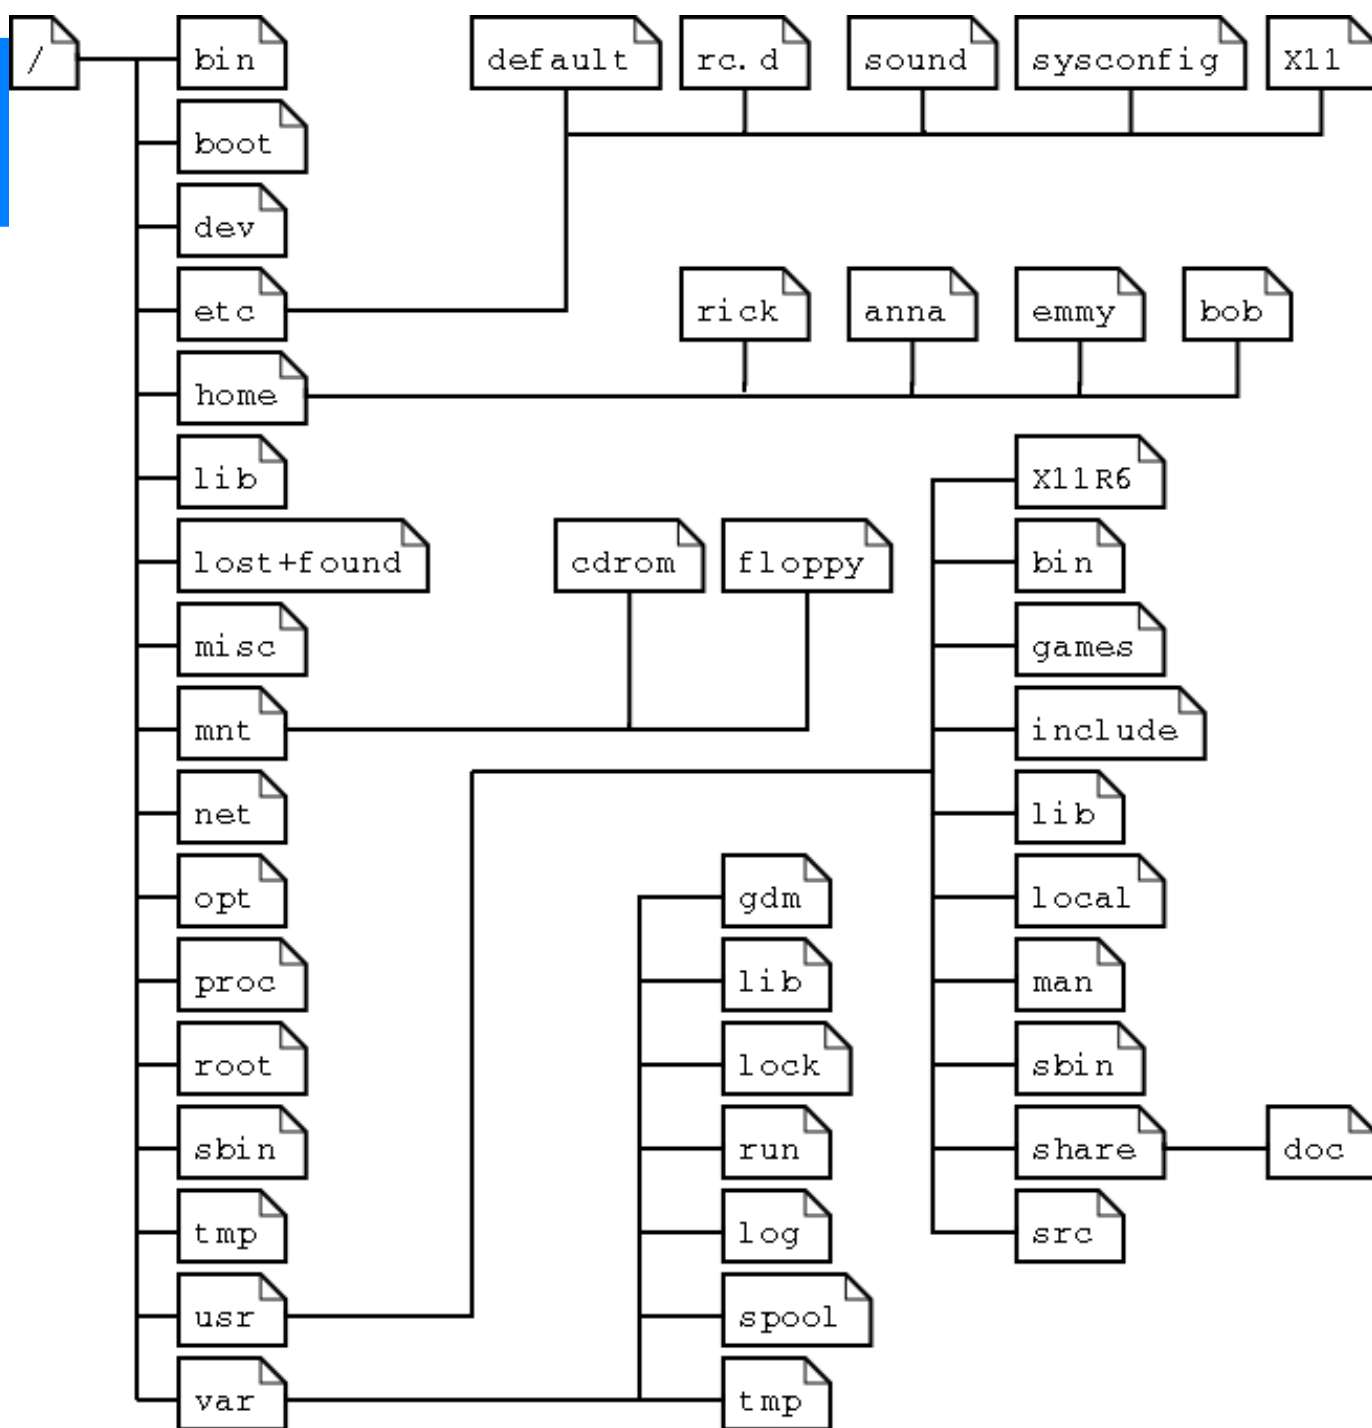 / bin default rc.d sound sysconfig X11
boot
dev
etc rick anna emmy bob
home
lib X11R6
lost+found cdrom floppy bin
misc games
mnt include
net lib
opt gdm local
proc lib man
root lock sbin
sbin run share doc
tmp log src
usr spool
var tmp